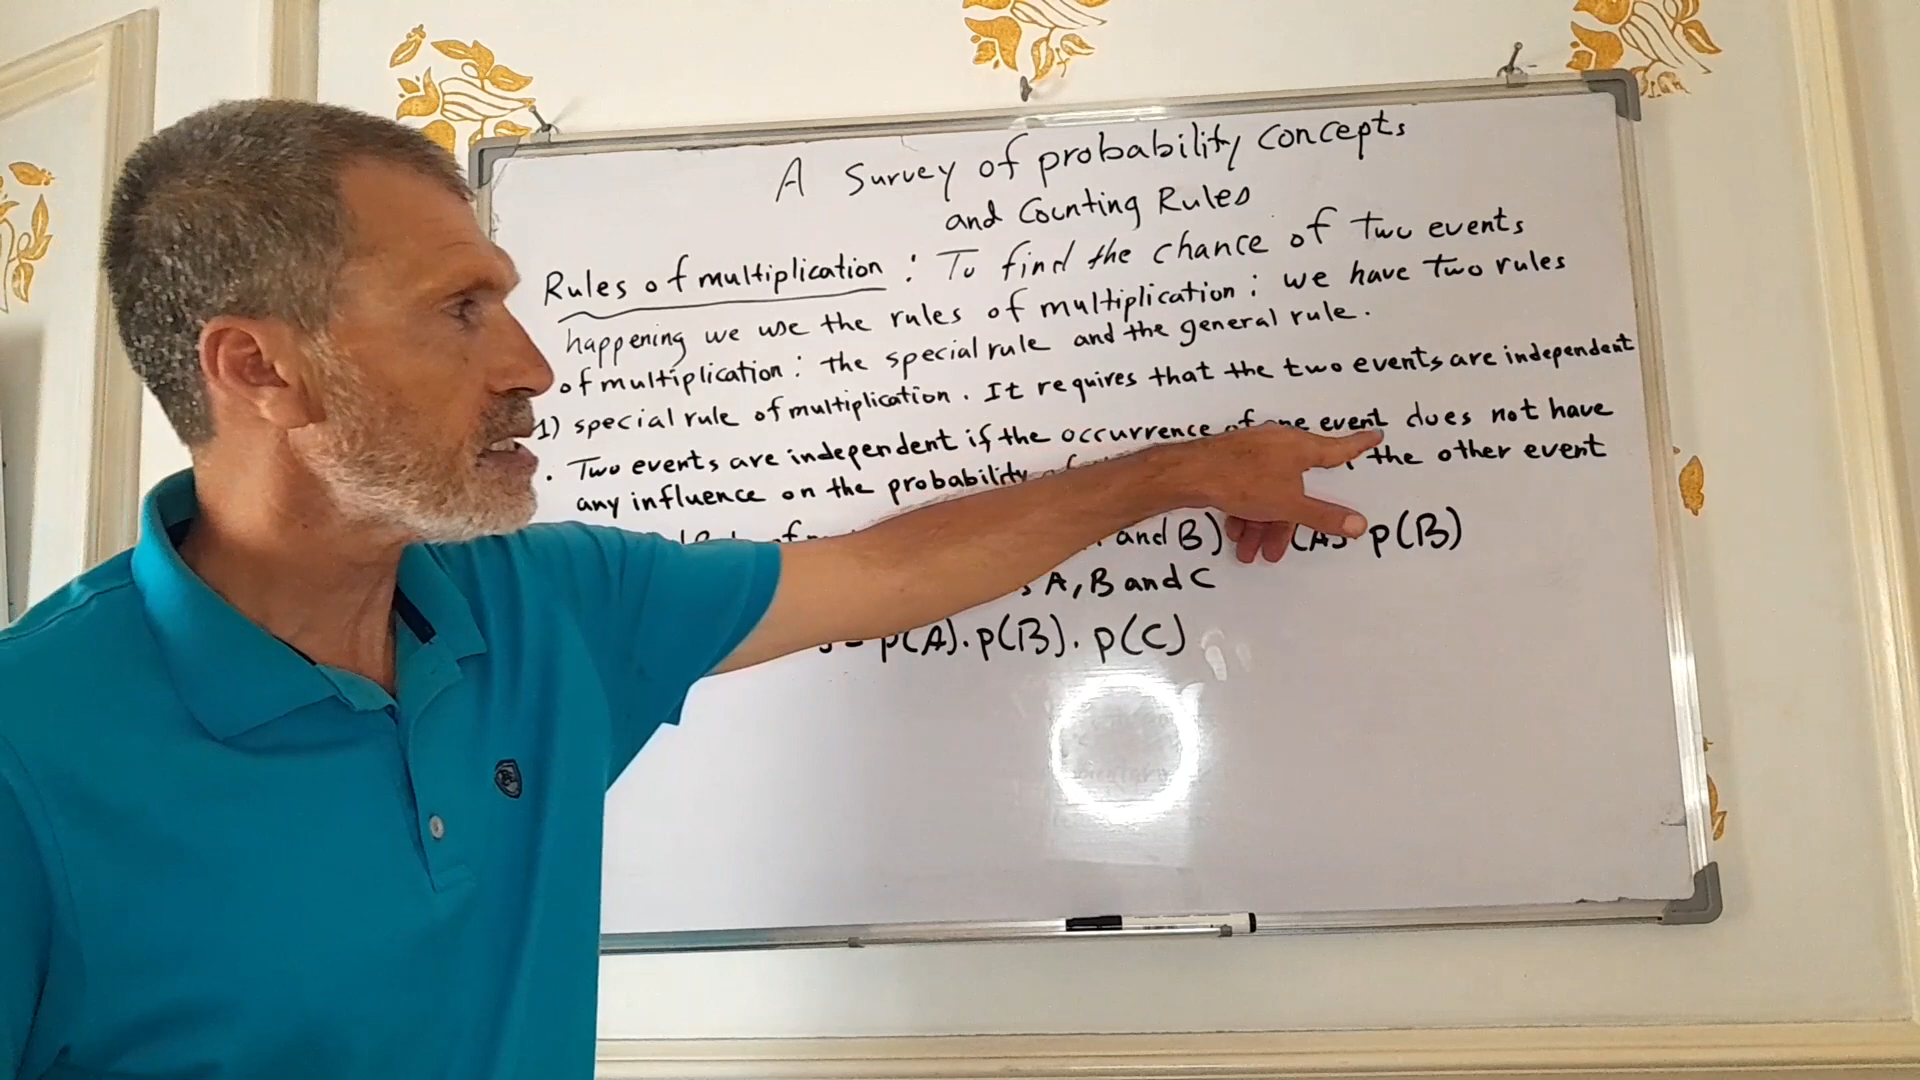 A Survey of probability concepts
and Counting Rules
Rules of multiplication : To find the chance of Two events
happening we use the rules of multiplication : we have two rules
of multiplication : the special rule and the general rule .
1) special rule of multiplication . It requires that the two events are independent
. Two events are independent if the occurrence of one event does not have
any influence on the probability the other event
and B) (A) p(B)
A, B and C
= p(A) . p(B) . p(C)